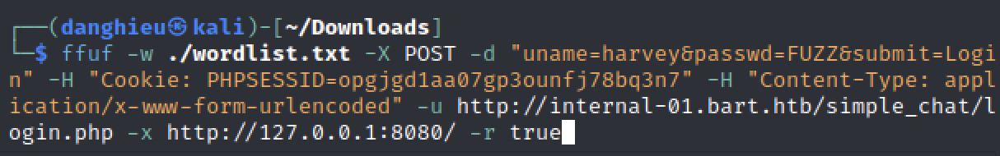 ┌──(danghieu㉿kali)-[~/Downloads]
└─$ ffuf -w ./wordlist.txt -X POST -d "uname=harvey&passwd=FUZZ&submit=Logi
n" -H "Cookie: PHPSESSID=opgjgd1aa07gp3ounfj78bq3n7" -H "Content-Type: appl
ication/x-www-form-urlencoded" -u http://internal-01.bart.htb/simple_chat/l
ogin.php -x http://127.0.0.1:8080/ -r true